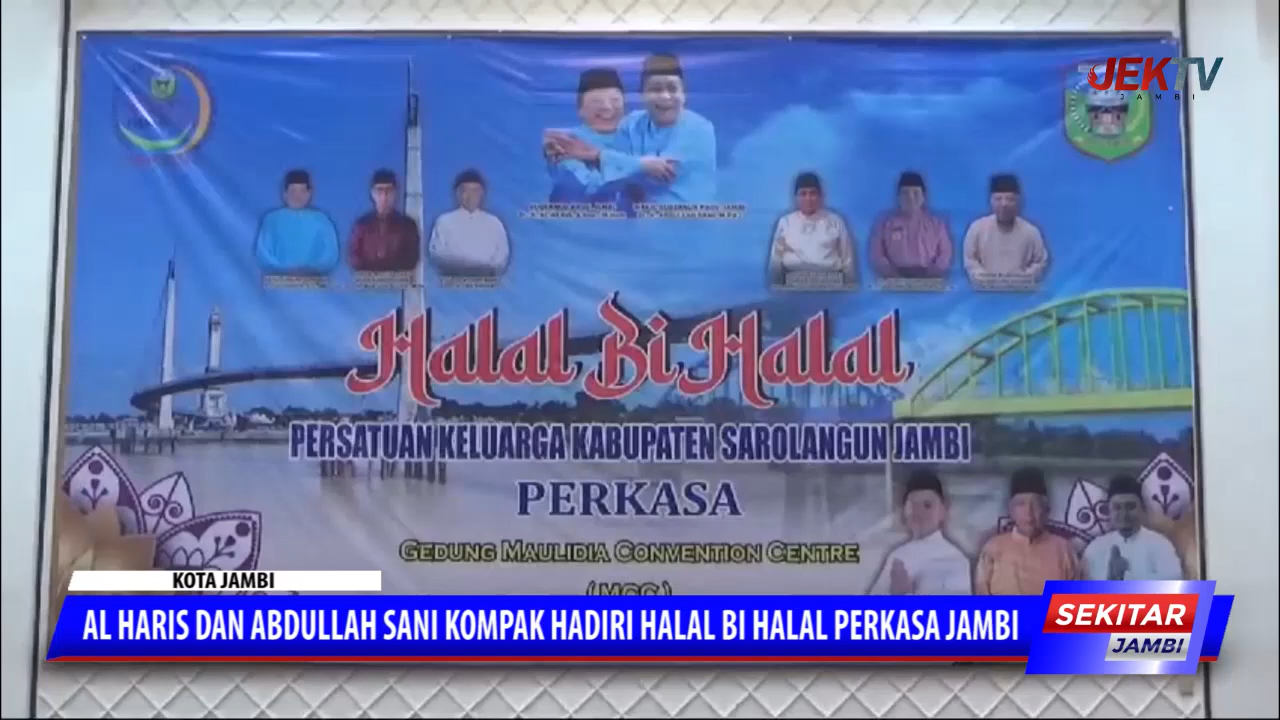 JEKTV
JAMBI
Halal Bi Halal
PERSATUAN KELUARGA KABUPATEN SAROLANGUN JAMBI
PERKASA
GEDUNG MAULIDIA CONVENTION CENTRE
(MCC)
KOTA JAMBI
AL HARIS DAN ABDULLAH SANI KOMPAK HADIRI HALAL BI HALAL PERKASA JAMBI
SEKITAR
JAMBI